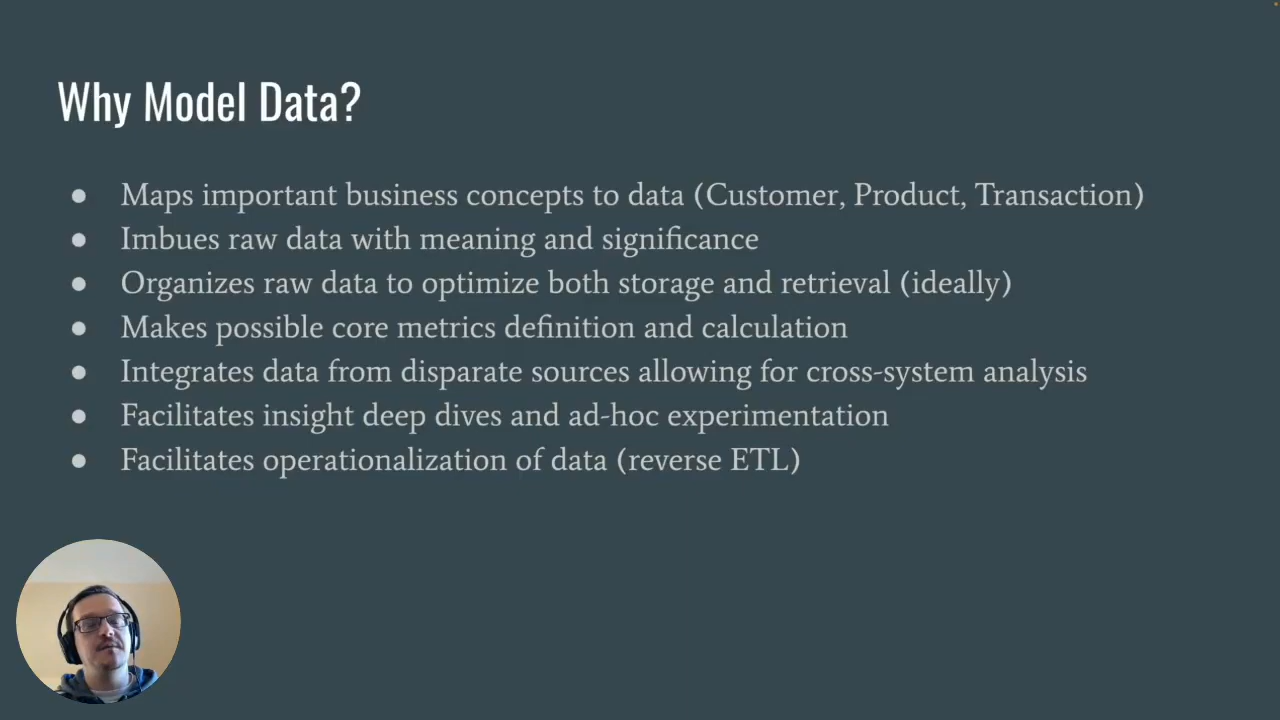 Why Model Data?
● Maps important business concepts to data (Customer, Product, Transaction)
● Imbues raw data with meaning and significance
● Organizes raw data to optimize both storage and retrieval (ideally)
● Makes possible core metrics definition and calculation
● Integrates data from disparate sources allowing for cross-system analysis
● Facilitates insight deep dives and ad-hoc experimentation
● Facilitates operationalization of data (reverse ETL)